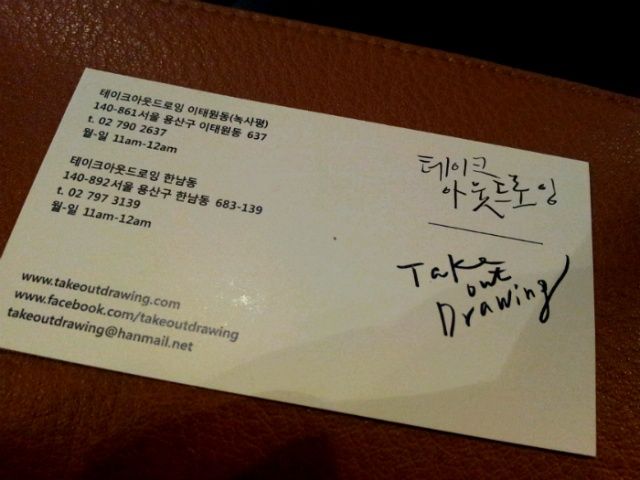 테이크아웃드로잉 이태원동(녹사평)
140-861서울 용산구 이태원동 637
t. 02 790 2637
월-일 11am-12am
테이크아웃드로잉 한남동
140-892서울 용산구 한남동 683-139
t. 02 797 3139
월-일 11am-12am
www.takeoutdrawing.com
www.facebook.com/takeoutdrawing
takeoutdrawing@hanmail.net
테이크
아웃드로잉
Take
out
Drawing